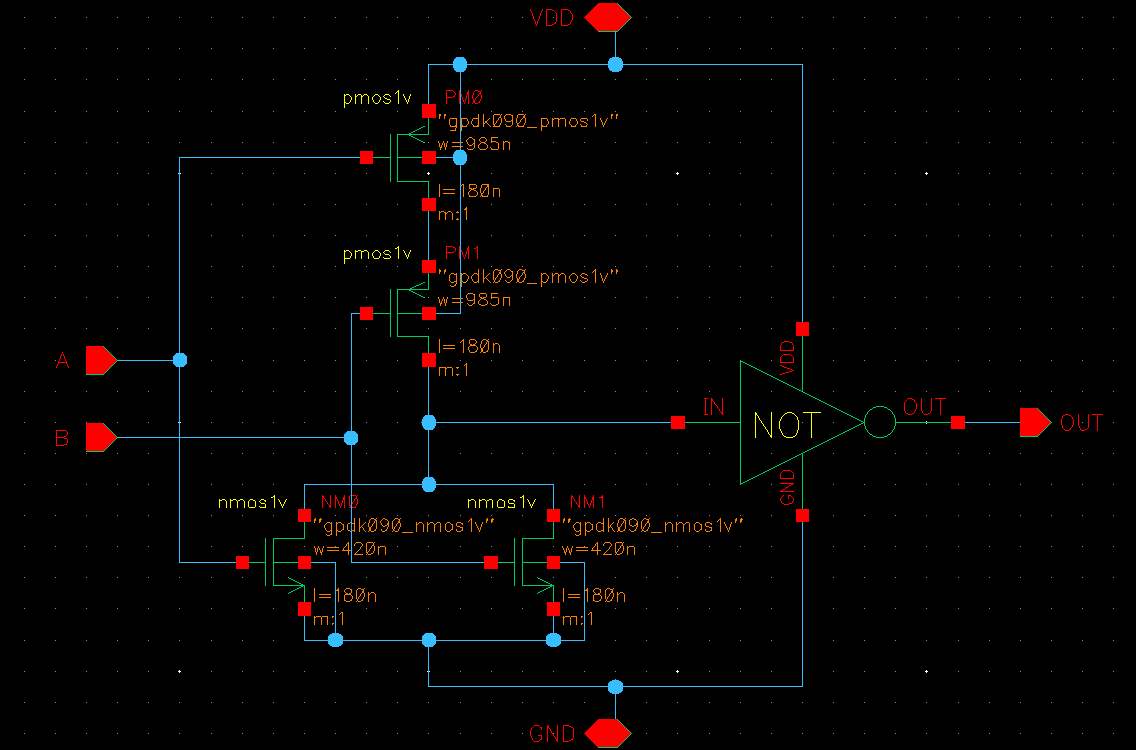 VDD
pmos1v PM0
"gpdk090_pmos1v"
w=985n
l=180n
m:1
pmos1v PM1
"gpdk090_pmos1v"
w=985n
l=180n
m:1
A
B
VDD
IN
NOT
OUT
OUT
GND
nmos1v NM0
"gpdk090_nmos1v"
w=420n
l=180n
m:1
nmos1v NM1
"gpdk090_nmos1v"
w=420n
l=180n
m:1
GND